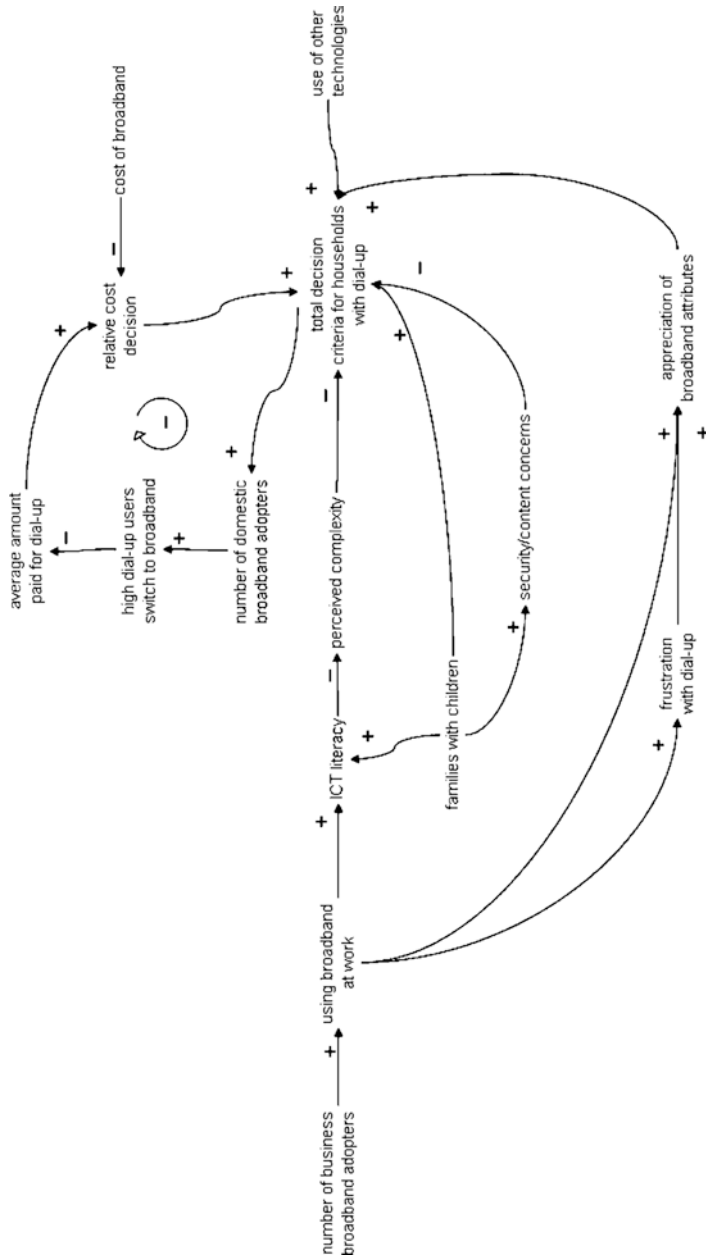 average amount
paid for dial-up
+
relative cost
decision
−
cost of broadband
−
high dial-up users
switch to broadband
−
+
number of domestic
broadband adopters
+
+
total decision
criteria for households
with dial-up
+
use of other
technologies
+
number of business
broadband adopters
+
using broadband
at work
+
ICT literacy
−
perceived complexity
−
+
families with children
+
−
+
security/content concerns
+
frustration
with dial-up
+
+
appreciation of
broadband attributes